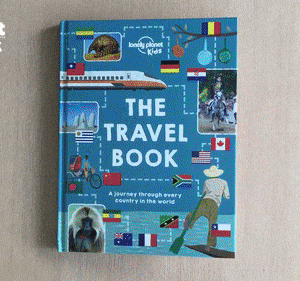 lonely planet
Kids
THE
TRAVEL
BOOK
A journey through every
country in the world